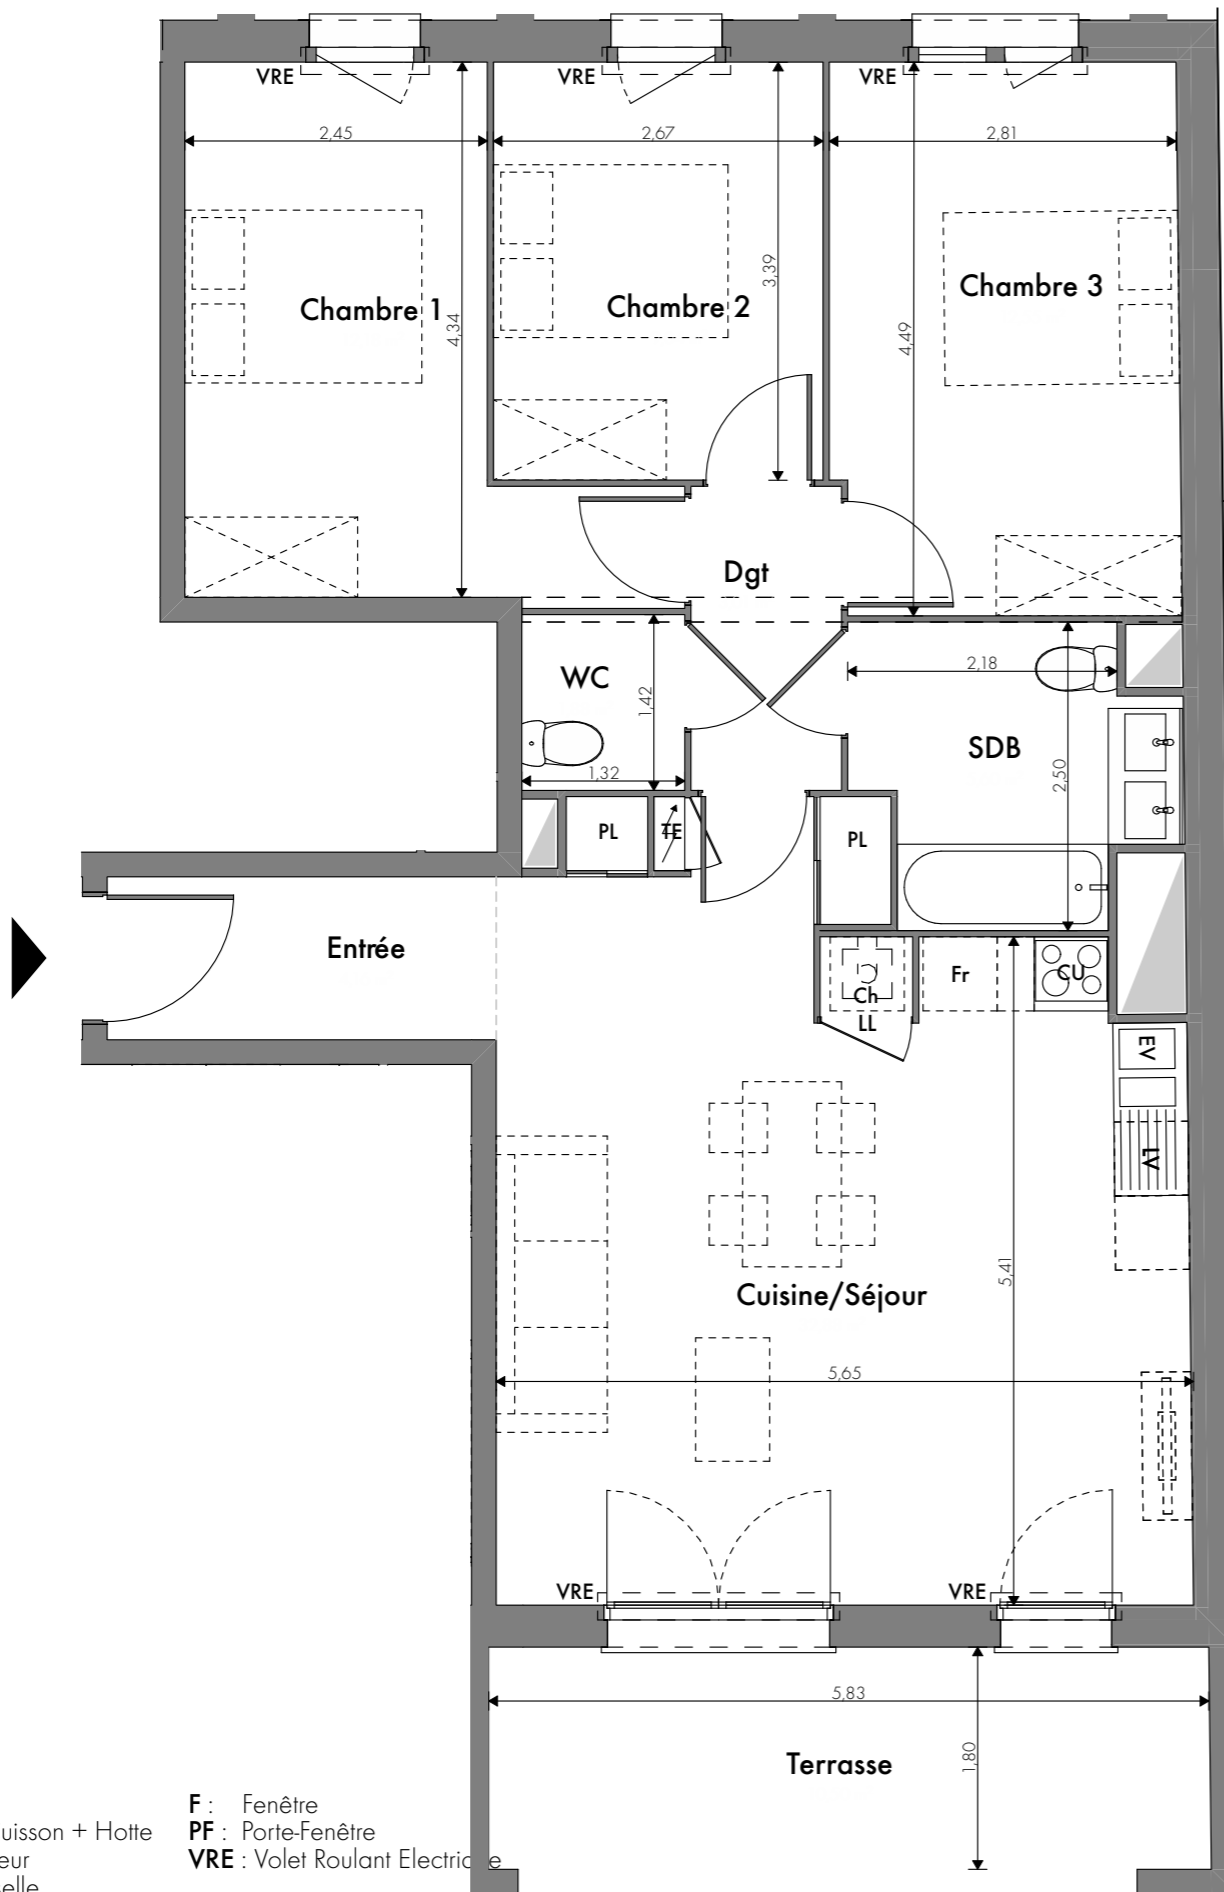 VRE
VRE
VRE
2,45
2,67
2,81
3,39
Chambre 1
Chambre 2
Chambre 3
4,34
4,49
Dgt
WC
1,42
2,18
SDB
1,32
2,50
PL
TE
PL
Entrée
Ch
LL
Fr
CU
EV
LV
5,41
Cuisine/Séjour
5,65
VRE
VRE
5,83
Terrasse
1,80
F : Fenêtre
uisson + Hotte
PF : Porte-Fenêtre
eur
VRE : Volet Roulant Electrique
selle